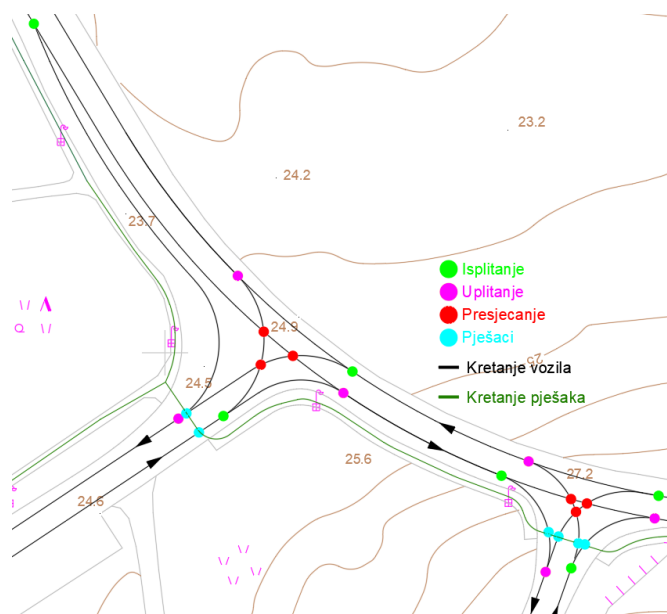 23.2
24.2
23.7
Isplitanje
Uplitanje
Presjecanje
Pješaci
24.9
Kretanje vozila
25
24.5
Kretanje pješaka
25.6
27.2
24.6